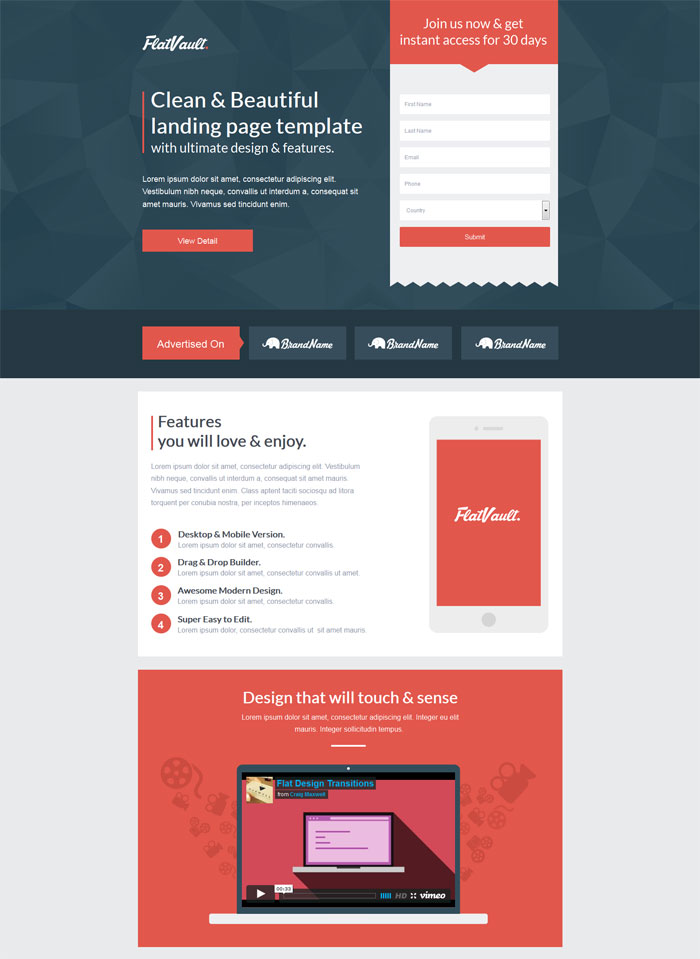 FlatVault.
Clean & Beautiful
landing page template
with ultimate design & features.
Lorem ipsum dolor sit amet, consectetur adipiscing elit.
Vestibulum nibh neque, convallis ut interdum a, consequat sit
amet mauris. Vivamus sed tincidunt enim.
View Detail
Join us now & get
instant access for 30 days
First Name
Last Name
Email
Phone
Country
Submit
Advertised On
BrandName
BrandName
BrandName
Features
you will love & enjoy.
Lorem ipsum dolor sit amet, consectetur adipiscing elit. Vestibulum
nibh neque, convallis ut interdum a, consequat sit amet mauris.
Vivamus sed tincidunt enim. Class aptent taciti sociosqu ad litora
torquent per conubia nostra, per inceptos himenaeos.
1 Desktop & Mobile Version.
Lorem ipsum dolor sit amet, consectetur convallis.
2 Drag & Drop Builder.
Lorem ipsum dolor sit amet, consectetur convallis ut amet.
3 Awesome Modern Design.
Lorem ipsum dolor sit amet, consectetur convallis.
4 Super Easy to Edit.
Lorem ipsum dolor, consectetur convallis ut sit amet mauris.
FlatVault.
Design that will touch & sense
Lorem ipsum dolor sit amet, consectetur adipiscing elit. Integer eu elit
mauris. Integer sollicitudin tempus.
Flat Design Transitions
from Craig Maxwell
00:33
HD vimeo